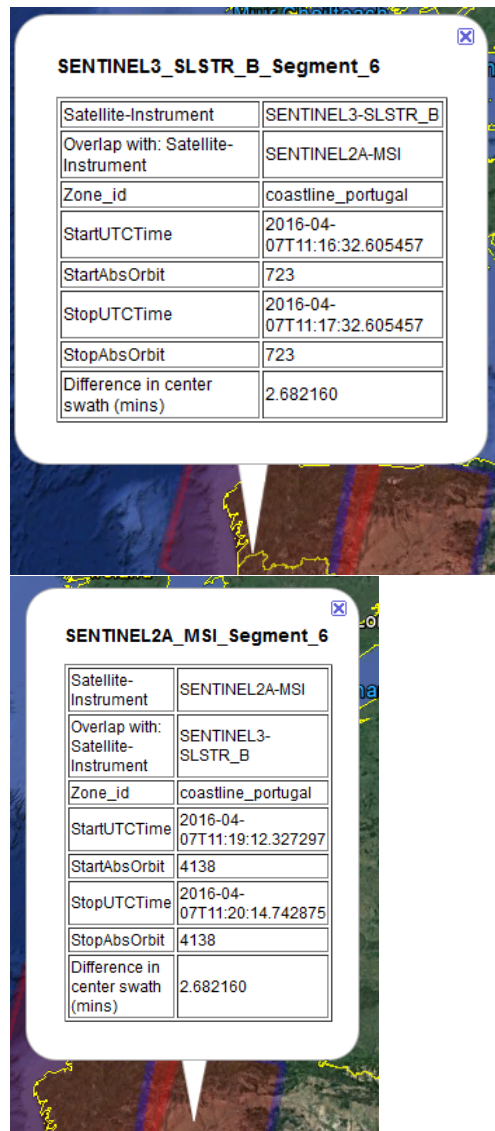 SENTINEL3_SLSTR_B_Segment_6
Satellite-Instrument SENTINEL3-SLSTR_B
Overlap with: Satellite-
Instrument SENTINEL2A-MSI
Zone_id coastline_portugal
StartUTCTime 2016-04-
07T11:16:32.605457
StartAbsOrbit 723
StopUTCTime 2016-04-
07T11:17:32.605457
StopAbsOrbit 723
Difference in center
swath (mins) 2.682160
SENTINEL2A_MSI_Segment_6
Satellite-
Instrument SENTINEL2A-MSI
Overlap with:
Satellite-
Instrument SENTINEL3-
SLSTR_B
Zone_id coastline_portugal
StartUTCTime 2016-04-
07T11:19:12.327297
StartAbsOrbit 4138
StopUTCTime 2016-04-
07T11:20:14.742875
StopAbsOrbit 4138
Difference in
center swath
(mins) 2.682160